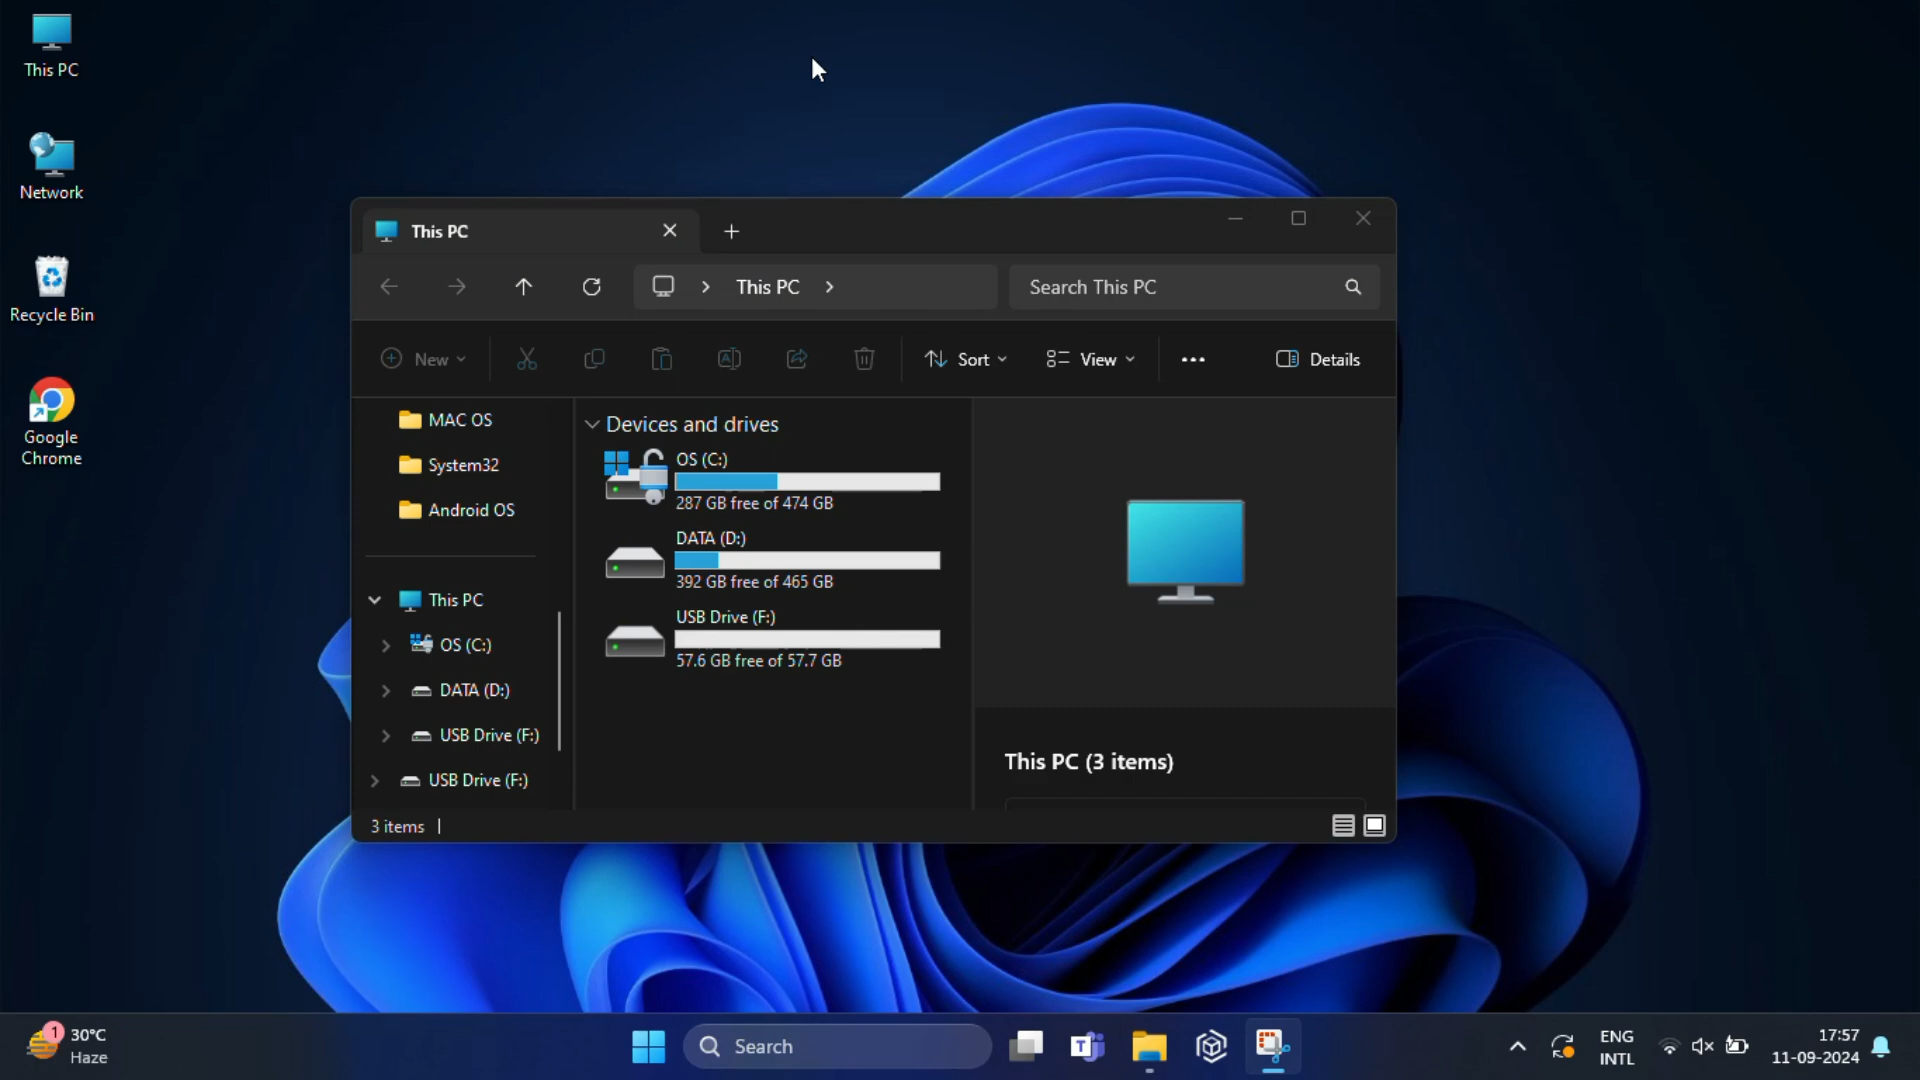 This PC
Network
Recycle Bin
Google
Chrome
This PC
This PC
Search This PC
New
Sort
View
Details
MAC OS
System32
Android OS
This PC
OS (C:)
DATA (D:)
USB Drive (F:)
USB Drive (F:)
Devices and drives
OS (C:)
287 GB free of 474 GB
DATA (D:)
392 GB free of 465 GB
USB Drive (F:)
57.6 GB free of 57.7 GB
This PC (3 items)
3 items
1
30°C
Haze
Search
T
ENG
INTL
17:57
11-09-2024